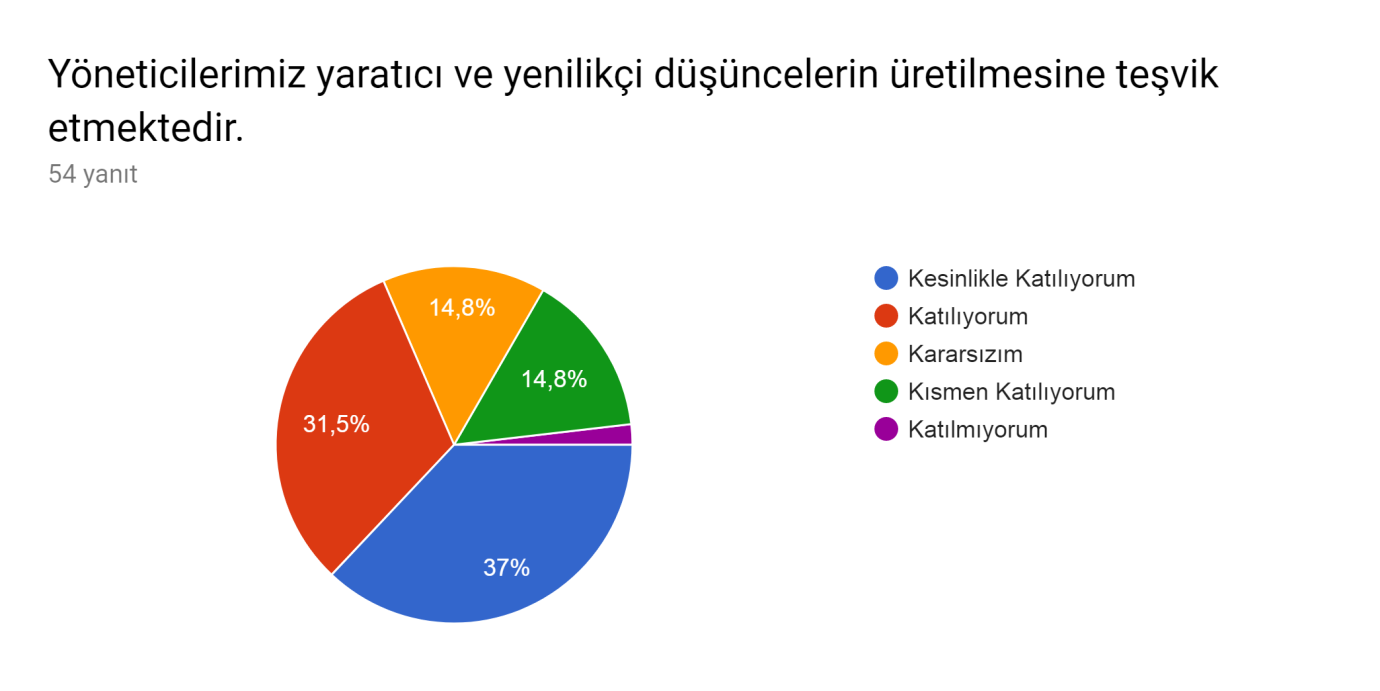 Yöneticilerimiz yaratıcı ve yenilikçi düşüncelerin üretilmesine teşvik
etmektedir.
54 yanıt
14,8%
14,8%
31,5%
37%
Kesinlikle Katılıyorum
Katılıyorum
Kararsızım
Kısmen Katılıyorum
Katılmıyorum